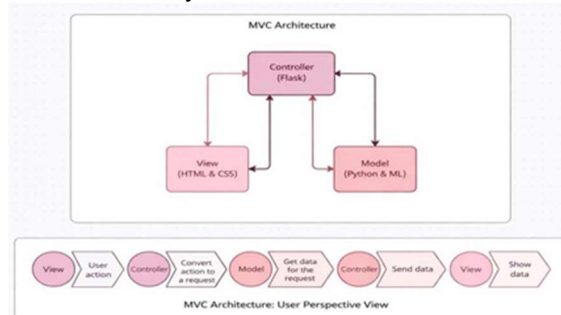 MVC Architecture
Controller
(Flask)
View
(HTML & CSS)
Model
(Python & ML)
View
User
action
Controller
Convert
action to
a request
Model
Get data
for the
request
Controller
Send data
View
Show
data
MVC Architecture: User Perspective View